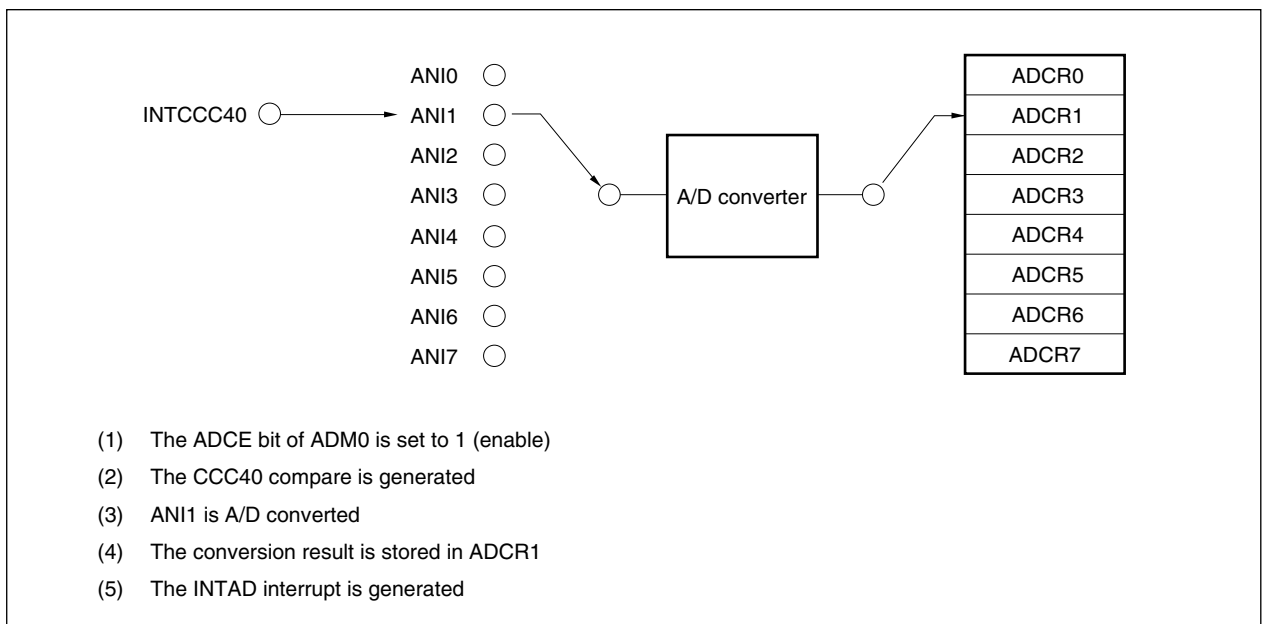 ANI0 ADCR0
INTCCC40 ANI1 ADCR1
ANI2 ADCR2
ANI3 A/D converter ADCR3
ANI4 ADCR4
ANI5 ADCR5
ANI6 ADCR6
ANI7 ADCR7
(1) The ADCE bit of ADM0 is set to 1 (enable)
(2) The CCC40 compare is generated
(3) ANI1 is A/D converted
(4) The conversion result is stored in ADCR1
(5) The INTAD interrupt is generated